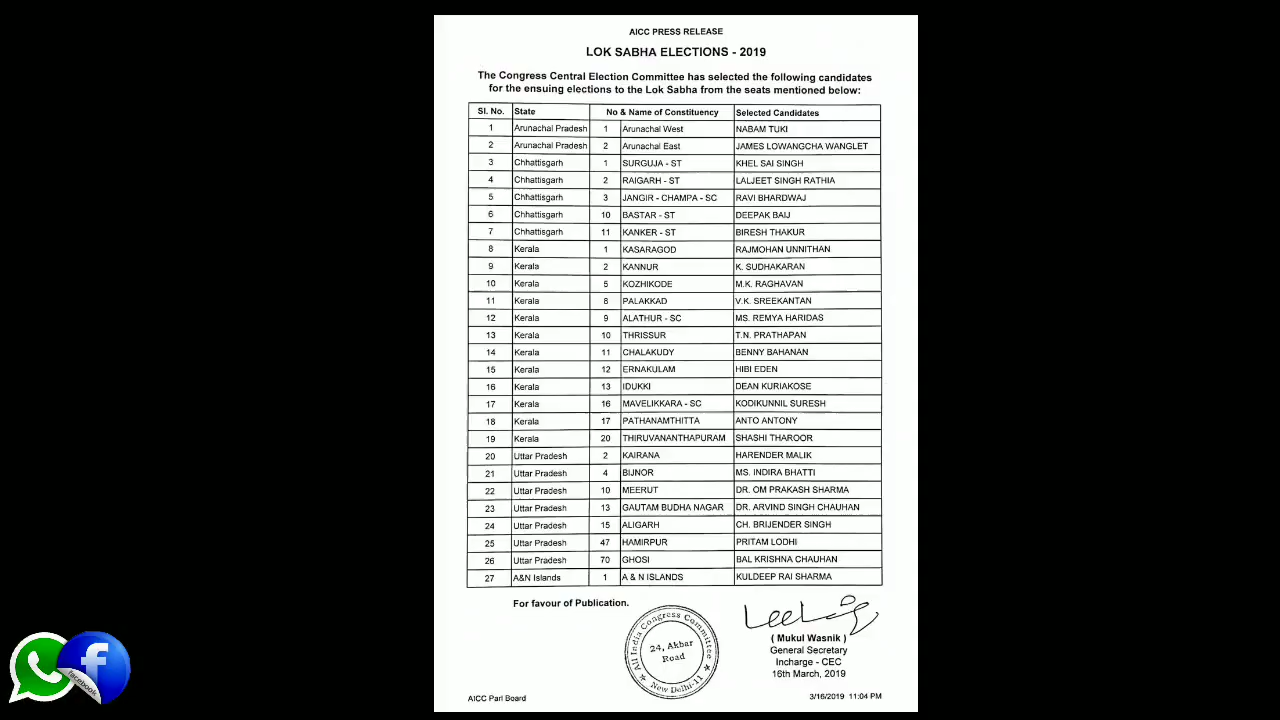 AICC PRESS RELEASE
LOK SABHA ELECTIONS - 2019
The Congress Central Election Committee has selected the following candidates
for the ensuing elections to the Lok Sabha from the seats mentioned below:
Sl. No. State No & Name of Constituency Selected Candidates
1 Arunachal Pradesh 1 Arunachal West NABAM TUKI
2 Arunachal Pradesh 2 Arunachal East JAMES LOWANGCHA WANGLET
3 Chhattisgarh 1 SURGUJA - ST KHEL SAI SINGH
4 Chhattisgarh 2 RAIGARH - ST LALJEET SINGH RATHIA
5 Chhattisgarh 3 JANGIR - CHAMPA - SC RAVI BHARDWAJ
6 Chhattisgarh 10 BASTAR - ST DEEPAK BAIJ
7 Chhattisgarh 11 KANKER - ST BIRESH THAKUR
8 Kerala 1 KASARAGOD RAJMOHAN UNNITHAN
9 Kerala 2 KANNUR K. SUDHAKARAN
10 Kerala 5 KOZHIKODE M.K. RAGHAVAN
11 Kerala 8 PALAKKAD V.K. SREEKANTAN
12 Kerala 9 ALATHUR - SC MS. REMYA HARIDAS
13 Kerala 10 THRISSUR T.N. PRATHAPAN
14 Kerala 11 CHALAKUDY BENNY BAHANAN
15 Kerala 12 ERNAKULAM HIBI EDEN
16 Kerala 13 IDUKKI DEAN KURIAKOSE
17 Kerala 16 MAVELIKKARA - SC KODIKUNNIL SURESH
18 Kerala 17 PATHANAMTHITTA ANTO ANTONY
19 Kerala 20 THIRUVANANTHAPURAM SHASHI THAROOR
20 Uttar Pradesh 2 KAIRANA HARENDER MALIK
21 Uttar Pradesh 4 BIJNOR MS. INDIRA BHATTI
22 Uttar Pradesh 10 MEERUT DR. OM PRAKASH SHARMA
23 Uttar Pradesh 13 GAUTAM BUDHA NAGAR DR. ARVIND SINGH CHAUHAN
24 Uttar Pradesh 15 ALIGARH CH. BRIJENDER SINGH
25 Uttar Pradesh 47 HAMIRPUR PRITAM LODHI
26 Uttar Pradesh 70 GHOSI BAL KRISHNA CHAUHAN
27 A&N Islands 1 A & N ISLANDS KULDEEP RAI SHARMA
For favour of Publication.
All India Congress Committee
24, Akbar
Road
New Delhi-11
( Mukul Wasnik )
General Secretary
Incharge - CEC
16th March, 2019
AICC Parl Board
3/16/2019 11:04 PM
facebook